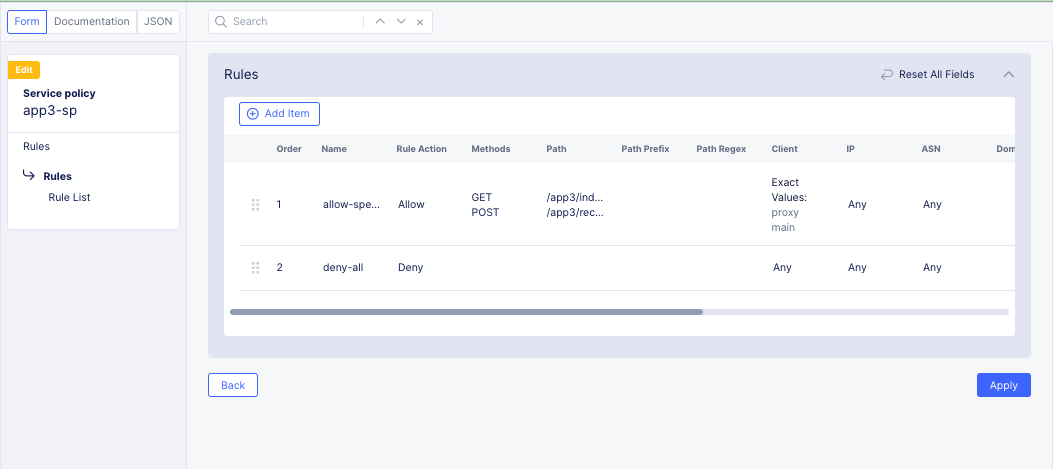 Form Documentation JSON
Search
Edit
Service policy
app3-sp
Rules
Rules
Rule List
Rules
Reset All Fields
Add Item
Order Name Rule Action Methods Path Path Prefix Path Regex Client IP ASN Dom
1 allow-spe... Allow GET POST /app3/ind... /app3/rec... Exact Values: proxy main Any Any
2 deny-all Deny Any Any Any
Back
Apply